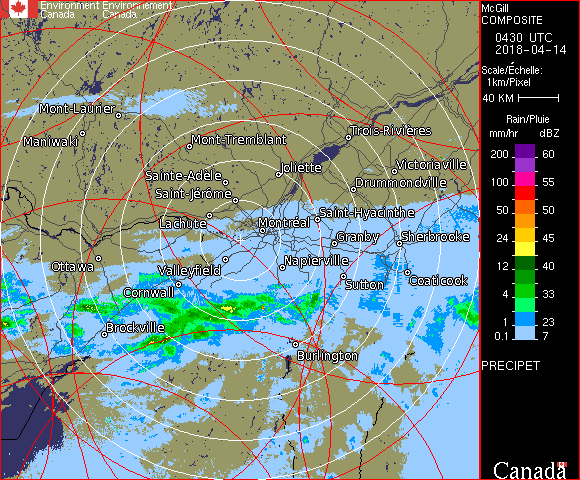 Environment Environnement
Canada Canada
McGill
COMPOSITE
0430 UTC
2018-04-14
Scale/Échelle:
1km/Pixel
40 KM
Rain/Pluie
mm/hr dBZ
200 60
100 55
50 50
24 45
12 40
4 33
1 23
0.1 7
PRECIPET
Canada
Mont-Laurier
Maniwaki
Mont-Tremblant
Trois-Rivières
Joliette
Victoriaville
Sainte-Adèle
Drummondville
Saint-Jérôme
Saint-Hyacinthe
Lachute
Montréal
Granby
Sherbrooke
Ottawa
Valleyfield
Napierville
Coaticook
Cornwall
Sutton
Brockville
Burlington